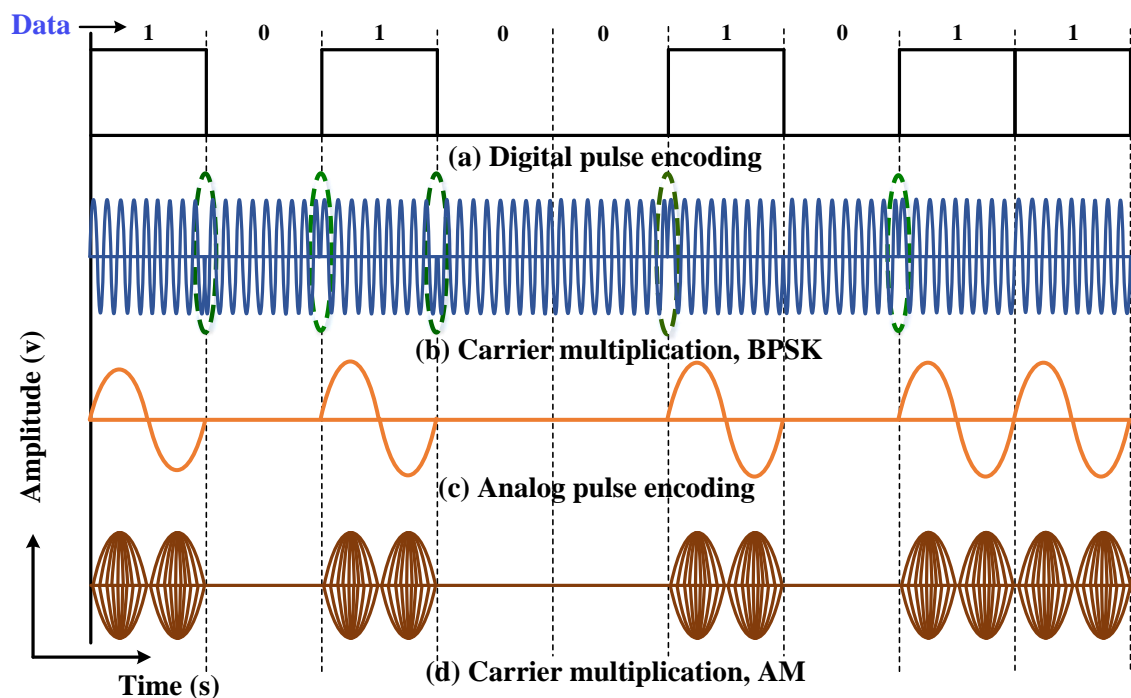 Data
1 0 1 0 0 1 0 1 1
(a) Digital pulse encoding
(b) Carrier multiplication, BPSK
Amplitude (v)
(c) Analog pulse encoding
(d) Carrier multiplication, AM
Time (s)